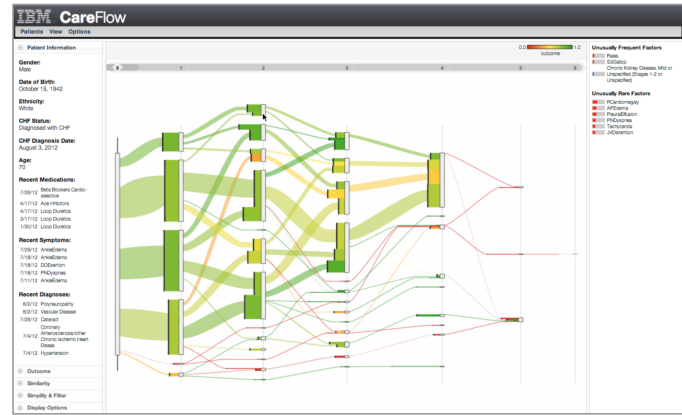 IBM CareFlow
Patients View Options
Patient Information
Gender:
Male
Date of Birth:
October 15, 1942
Ethnicity:
White
CHF Status:
Diagnosed with CHF
CHF Diagnosis Date:
August 3, 2012
Age:
70
Recent Medications:
7/26/12 Beta Blockers Cardio-
selective
4/17/12 Ace Inhibitors
4/17/12 Loop Diuretics
3/17/12 Loop Diuretics
1/30/12 Loop Diuretics
Recent Symptoms:
7/29/12 AnkleEdema
7/18/12 AnkleEdema
7/18/12 DOExertion
7/18/12 PNDyspnea
7/11/12 AnkleEdema
Recent Diagnoses:
8/2/12 Polyneuropathy
8/2/12 Vascular Disease
7/26/12 Cataract
7/4/12 Coronary
Atherosclerosis/other
Chronic Ischemic Heart
Diseas
7/4/12 Hypertension
Outcome
Similarity
Simplify & Filter
Display Options
0.0 1.0
outcome
0 1 2 3 4 5 6
Unusually Frequent Factors
Rales
S3Gallop
Chronic Kidney Disease, Mild or
Unspecified (Stages 1-2 or
Unspecified)
Unusually Rare Factors
RCardiomegaly
APEdema
PleuralEffusion
PNDyspnea
Tachycardia
JVDistention